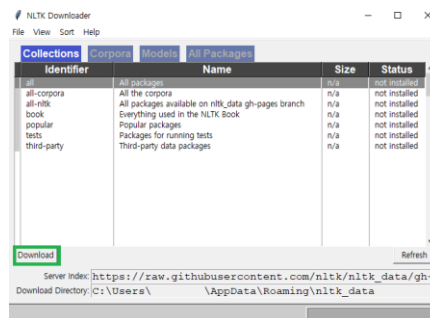 NLTK Downloader
File View Sort Help
Collections Corpora Models All Packages
Identifier Name Size Status
all All packages n/a not installed
all-corpora All the corpora n/a not installed
all-nltk All packages available on nltk_data gh-pages branch n/a not installed
book Everything used in the NLTK Book n/a not installed
popular Popular packages n/a not installed
tests Packages for running tests n/a not installed
third-party Third-party data packages n/a not installed
Download Refresh
Server Index: https://raw.githubusercontent.com/nltk/nltk_data/gh-
Download Directory: C:\Users\ \AppData\Roaming\nltk_data